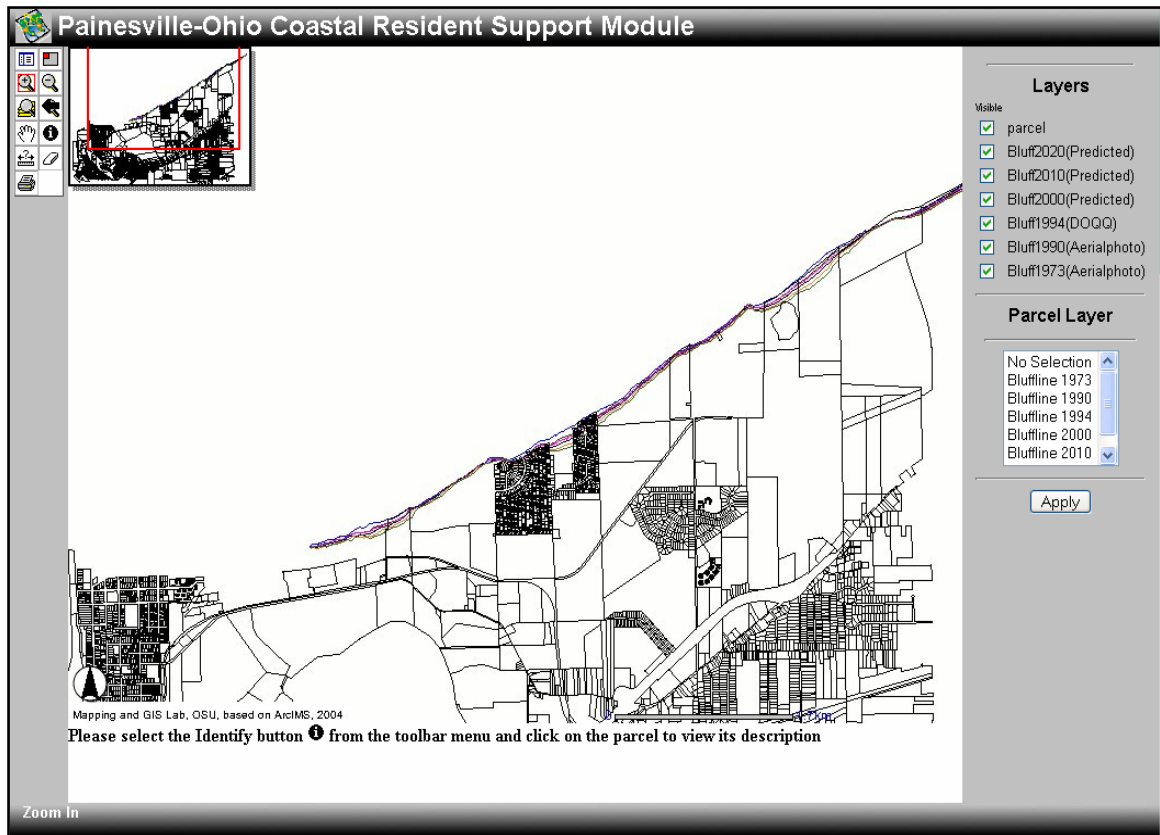 Painesville-Ohio Coastal Resident Support Module
Layers
Visible
parcel
Bluff2020(Predicted)
Bluff2010(Predicted)
Bluff2000(Predicted)
Bluff1994(DOQQ)
Bluff1990(Aerialphoto)
Bluff1973(Aerialphoto)
Parcel Layer
No Selection
Bluffline 1973
Bluffline 1990
Bluffline 1994
Bluffline 2000
Bluffline 2010
Apply
Mapping and GIS Lab, OSU, based on ArcIMS, 2004
Please select the Identify button from the toolbar menu and click on the parcel to view its description
Zoom In